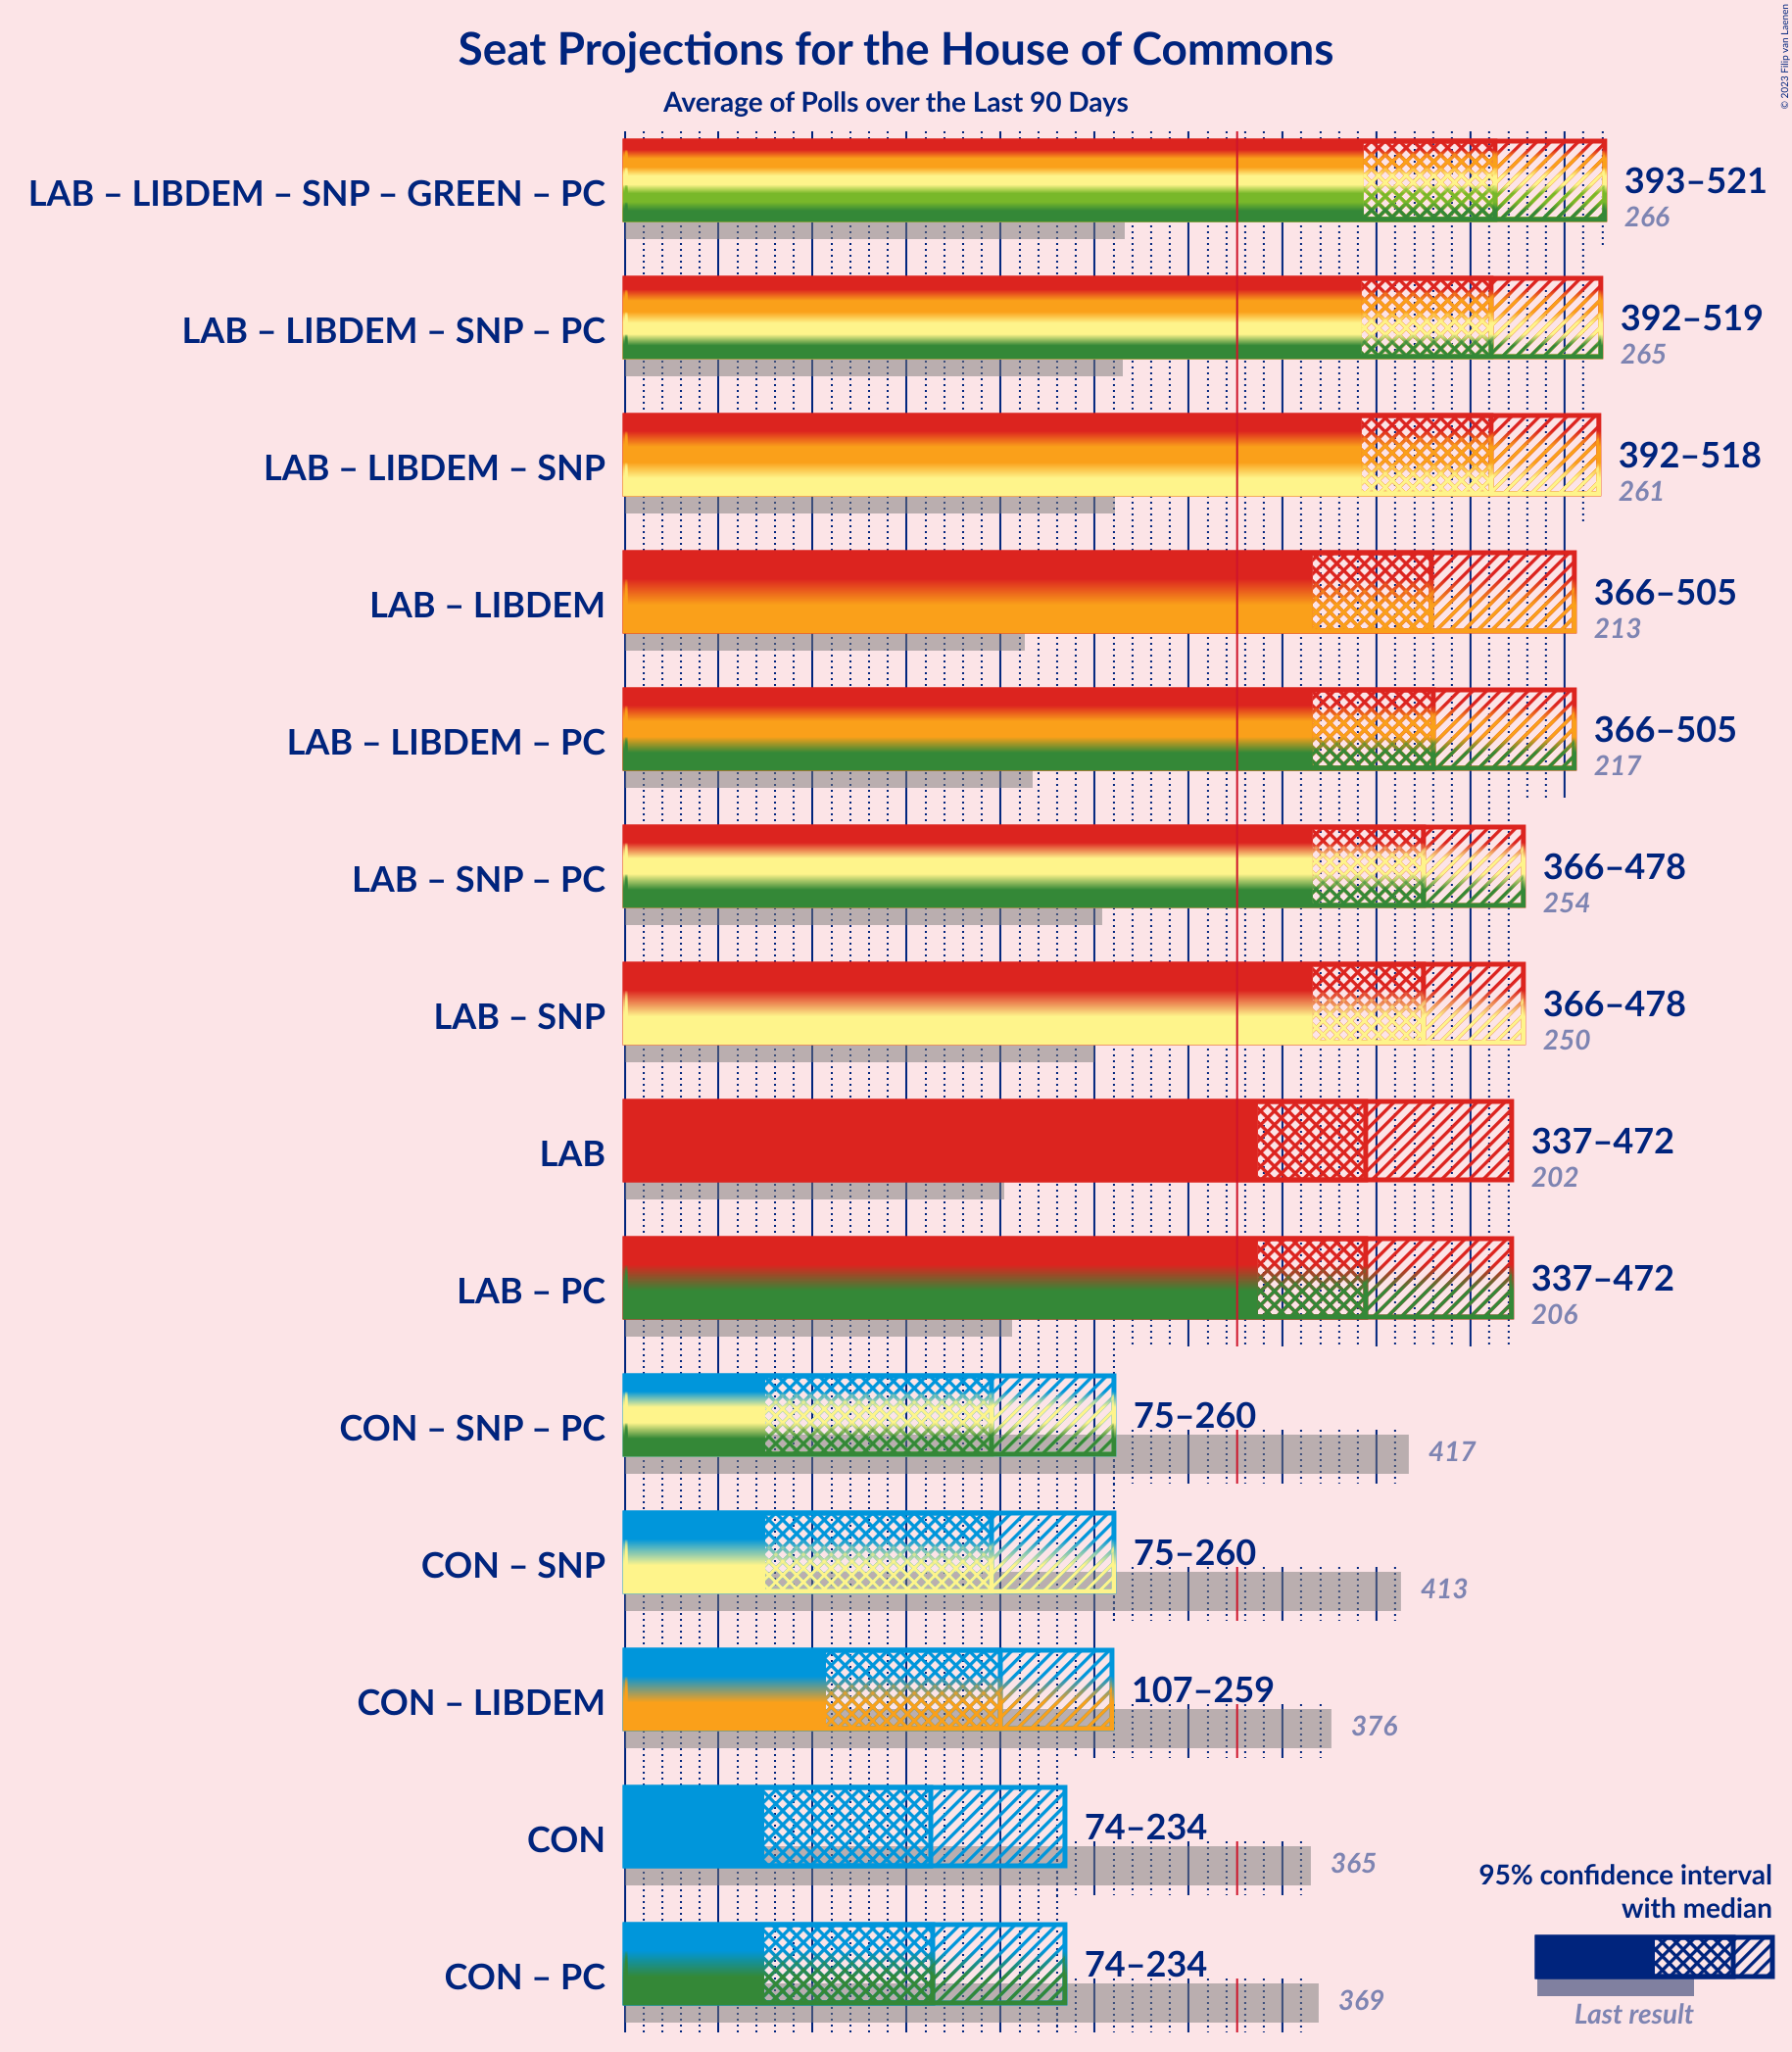 Seat Projections for the House of Commons
Average of Polls over the Last 90 Days
© 2023 Filip van Laenen
LAB – LIBDEM – SNP – GREEN – PC
393–521
266
LAB – LIBDEM – SNP – PC
392–519
265
LAB – LIBDEM – SNP
392–518
261
LAB – LIBDEM
366–505
213
LAB – LIBDEM – PC
366–505
217
LAB – SNP – PC
366–478
254
LAB – SNP
366–478
250
LAB
337–472
202
LAB – PC
337–472
206
CON – SNP – PC
75–260
417
CON – SNP
75–260
413
CON – LIBDEM
107–259
376
CON
74–234
365
CON – PC
74–234
369
95% confidence interval
with median
Last result